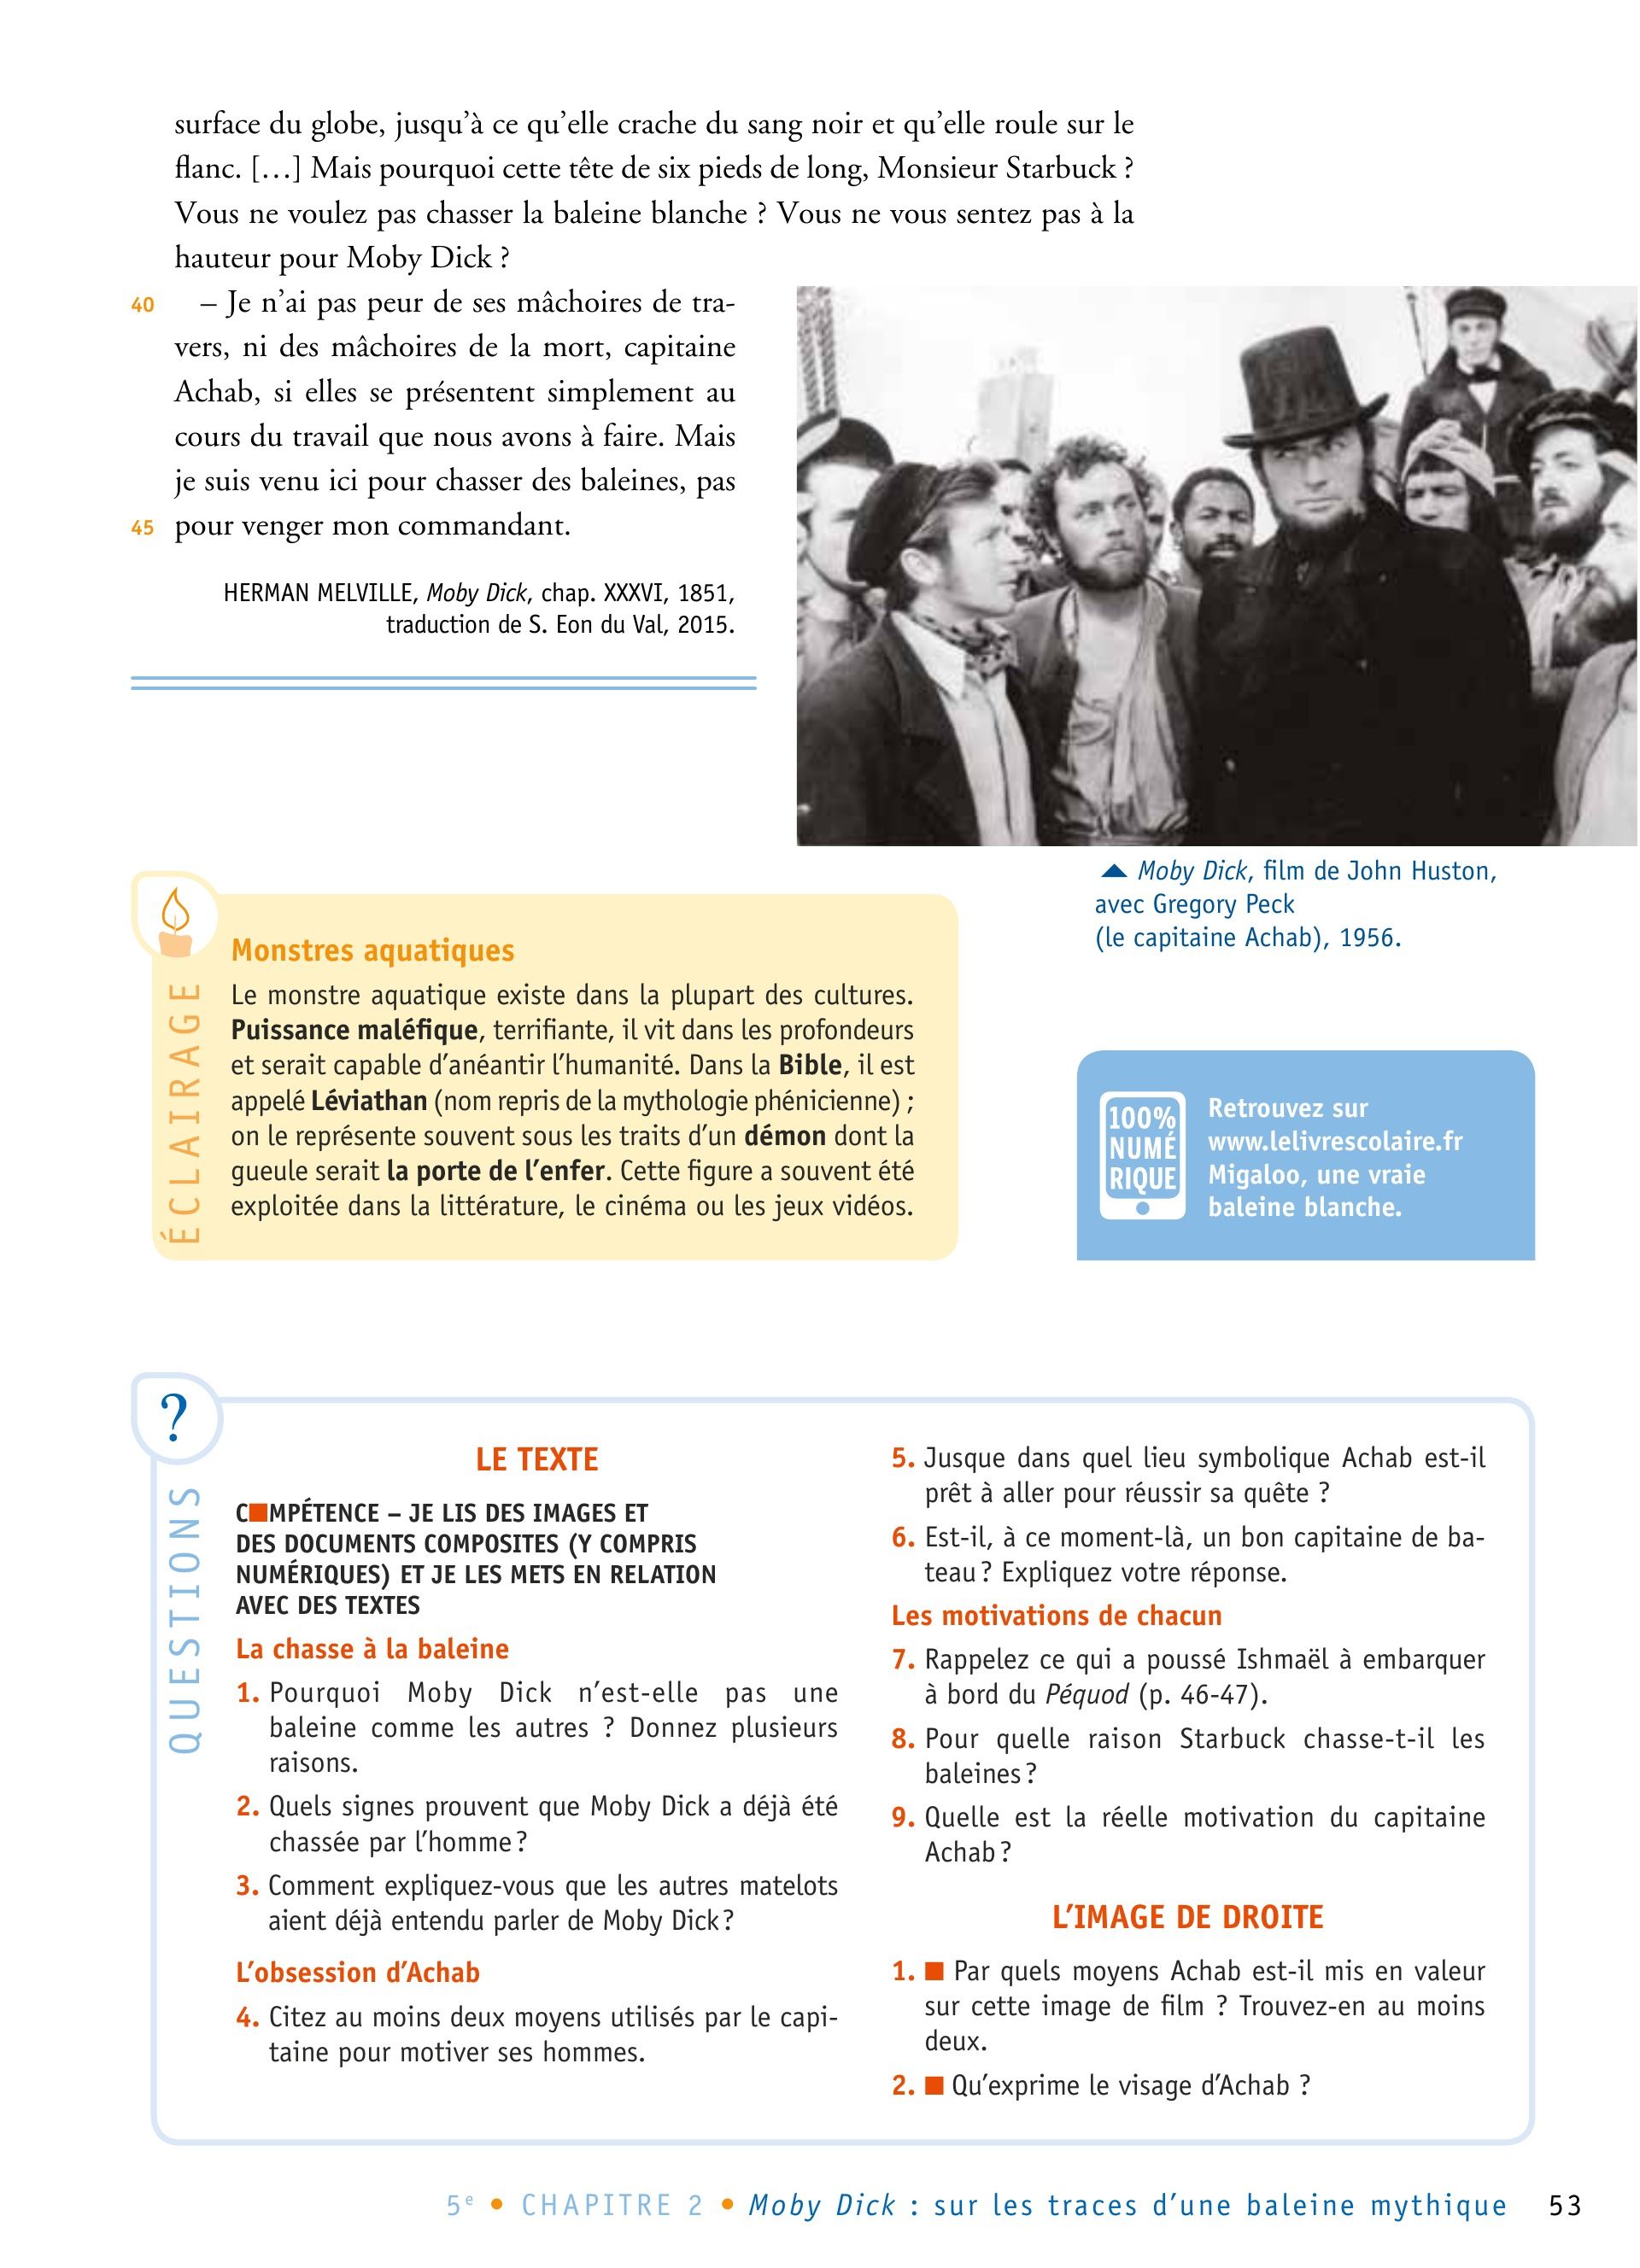 surface du globe, jusqu’à ce qu’elle crache du sang noir et qu’elle roule sur le
flanc. […] Mais pourquoi cette tête de six pieds de long, Monsieur Starbuck ?
Vous ne voulez pas chasser la baleine blanche ? Vous ne vous sentez pas à la
hauteur pour Moby Dick ?
40 – Je n’ai pas peur de ses mâchoires de tra-
vers, ni des mâchoires de la mort, capitaine
Achab, si elles se présentent simplement au
cours du travail que nous avons à faire. Mais
je suis venu ici pour chasser des baleines, pas
45 pour venger mon commandant.
HERMAN MELVILLE, Moby Dick, chap. XXXVI, 1851,
traduction de S. Eon du Val, 2015.
Moby Dick, film de John Huston,
avec Gregory Peck
(le capitaine Achab), 1956.
ÉCLAIRAGE
Monstres aquatiques
Le monstre aquatique existe dans la plupart des cultures.
Puissance maléfique, terrifiante, il vit dans les profondeurs
et serait capable d’anéantir l’humanité. Dans la Bible, il est
appelé Léviathan (nom repris de la mythologie phénicienne) ;
on le représente souvent sous les traits d’un démon dont la
gueule serait la porte de l’enfer. Cette figure a souvent été
exploitée dans la littérature, le cinéma ou les jeux vidéos.
100%
NUMÉ
RIQUE
Retrouvez sur
www.lelivrescolaire.fr
Migaloo, une vraie
baleine blanche.
?
QUESTIONS
LE TEXTE
C■MPÉTENCE – JE LIS DES IMAGES ET
DES DOCUMENTS COMPOSITES (Y COMPRIS
NUMÉRIQUES) ET JE LES METS EN RELATION
AVEC DES TEXTES
La chasse à la baleine
1. Pourquoi Moby Dick n’est-elle pas une
baleine comme les autres ? Donnez plusieurs
raisons.
2. Quels signes prouvent que Moby Dick a déjà été
chassée par l’homme ?
3. Comment expliquez-vous que les autres matelots
aient déjà entendu parler de Moby Dick ?
L’obsession d’Achab
4. Citez au moins deux moyens utilisés par le capi-
taine pour motiver ses hommes.
5. Jusque dans quel lieu symbolique Achab est-il
prêt à aller pour réussir sa quête ?
6. Est-il, à ce moment-là, un bon capitaine de ba-
teau ? Expliquez votre réponse.
Les motivations de chacun
7. Rappelez ce qui a poussé Ishmaël à embarquer
à bord du Péquod (p. 46-47).
8. Pour quelle raison Starbuck chasse-t-il les
baleines ?
9. Quelle est la réelle motivation du capitaine
Achab ?
L’IMAGE DE DROITE
1. ■ Par quels moyens Achab est-il mis en valeur
sur cette image de film ? Trouvez-en au moins
deux.
2. ■ Qu’exprime le visage d’Achab ?
5e • CHAPITRE 2 • Moby Dick : sur les traces d’une baleine mythique 53